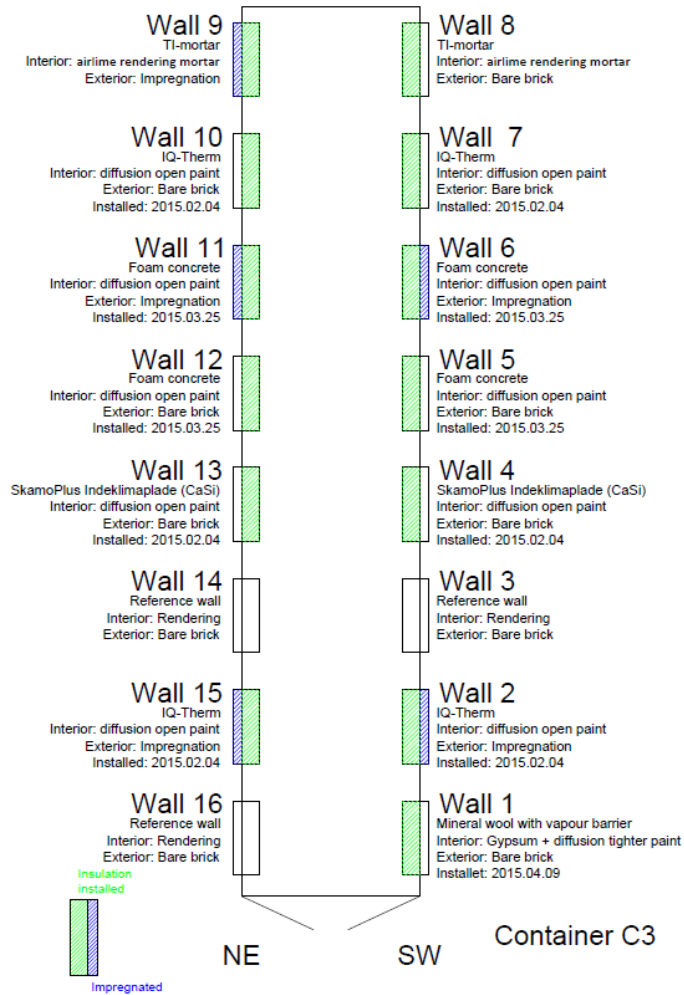 Wall 9
TI-mortar
Interior: airlime rendering mortar
Exterior: Impregnation
Wall 8
TI-mortar
Interior: airlime rendering mortar
Exterior: Bare brick
Wall 10
IQ-Therm
Interior: diffusion open paint
Exterior: Bare brick
Installed: 2015.02.04
Wall 7
IQ-Therm
Interior: diffusion open paint
Exterior: Bare brick
Installed: 2015.02.04
Wall 11
Foam concrete
Interior: diffusion open paint
Exterior: Impregnation
Installed: 2015.03.25
Wall 6
Foam concrete
Interior: diffusion open paint
Exterior: Impregnation
Installed: 2015.03.25
Wall 12
Foam concrete
Interior: diffusion open paint
Exterior: Bare brick
Installed: 2015.03.25
Wall 5
Foam concrete
Interior: diffusion open paint
Exterior: Bare brick
Installed: 2015.03.25
Wall 13
SkamoPlus Indeklimaplade (CaSi)
Interior: diffusion open paint
Exterior: Bare brick
Installed: 2015.02.04
Wall 4
SkamoPlus Indeklimaplade (CaSi)
Interior: diffusion open paint
Exterior: Bare brick
Installed: 2015.02.04
Wall 14
Reference wall
Interior: Rendering
Exterior: Bare brick
Wall 3
Reference wall
Interior: Rendering
Exterior: Bare brick
Wall 15
IQ-Therm
Interior: diffusion open paint
Exterior: Impregnation
Installed: 2015.02.04
Wall 2
IQ-Therm
Interior: diffusion open paint
Exterior: Impregnation
Installed: 2015.02.04
Wall 16
Reference wall
Interior: Rendering
Exterior: Bare brick
Wall 1
Mineral wool with vapour barrier
Interior: Gypsum + diffusion tighter paint
Exterior: Bare brick
Installet: 2015.04.09
Insulation
installed
Impregnated
NE
SW
Container C3